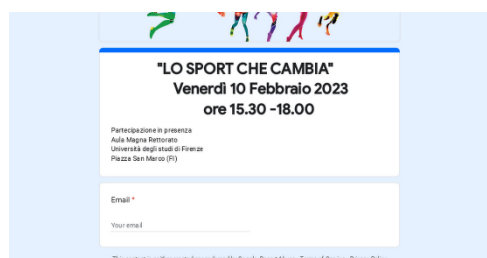 "LO SPORT CHE CAMBIA"
Venerdì 10 Febbraio 2023
ore 15.30 -18.00
Partecipazione in presenza
Aula Magna Rettorato
Università degli studi di Firenze
Piazza San Marco (FI)
Email *
Your email